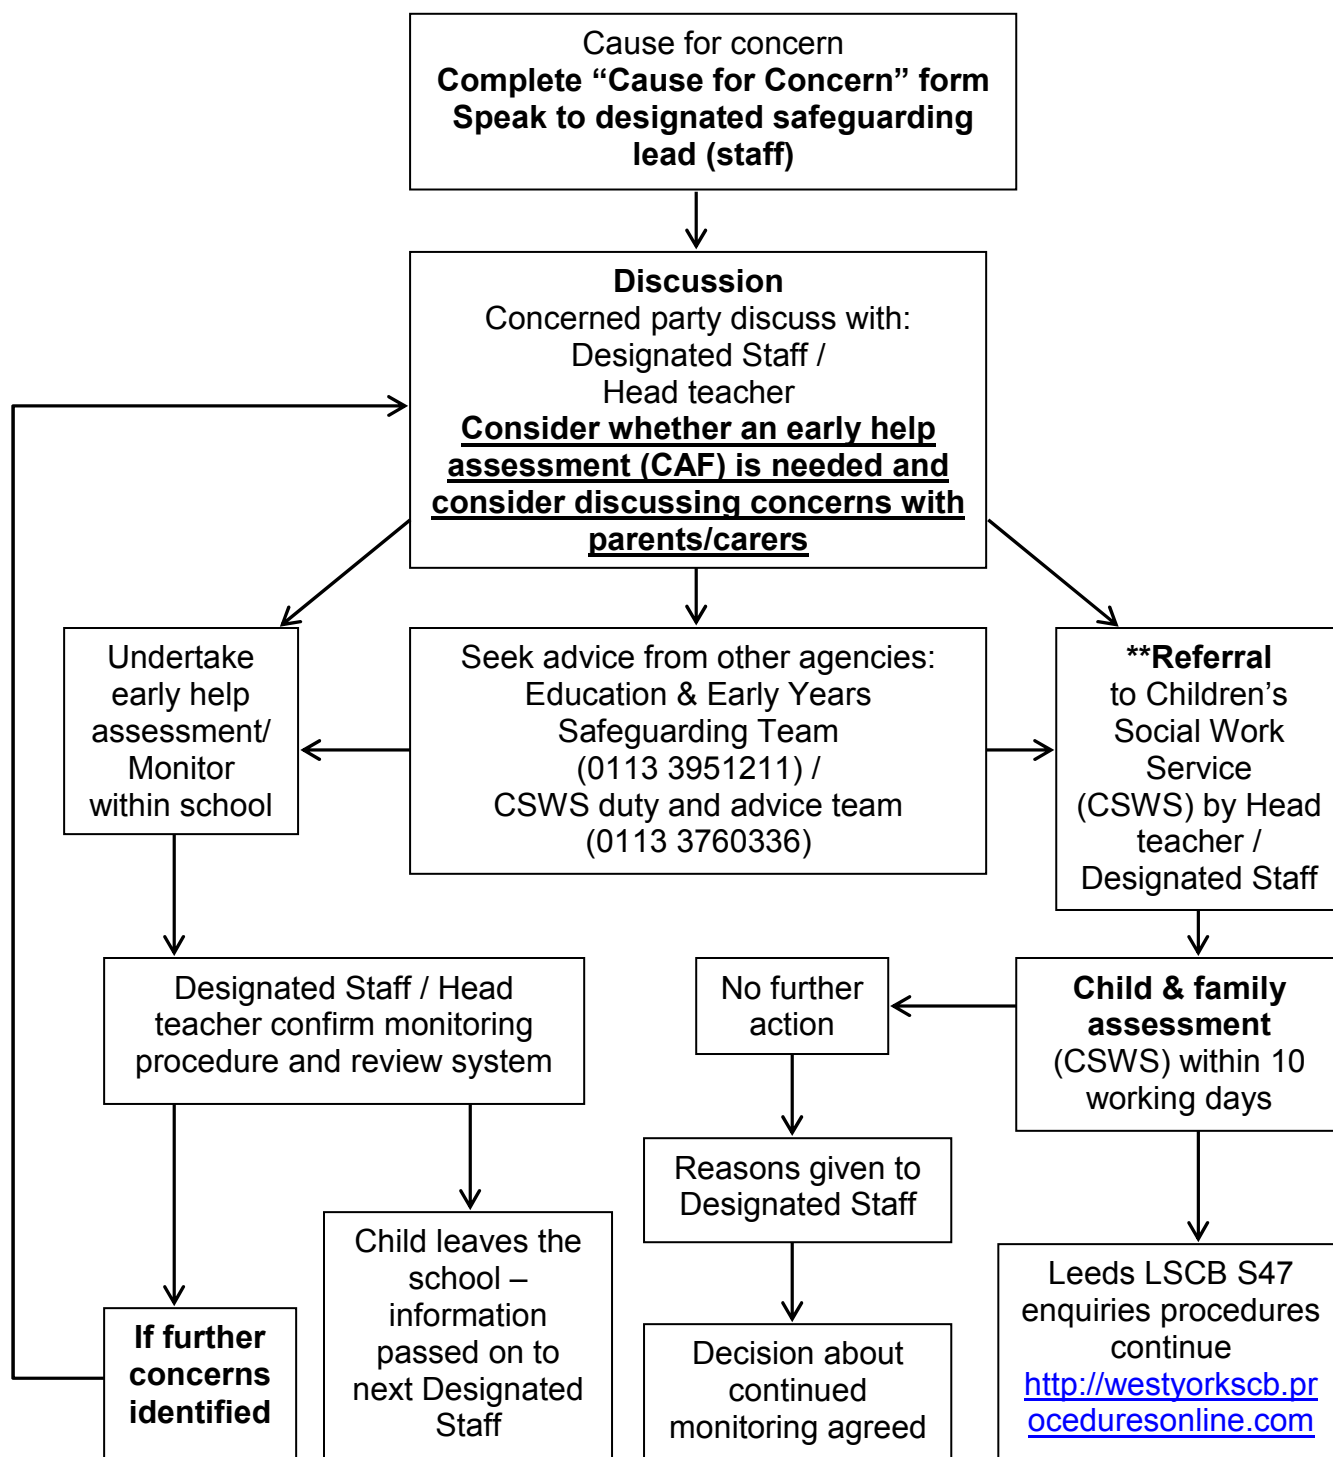 Cause for concern
Complete “Cause for Concern” form
Speak to designated safeguarding
lead (staff)
Discussion
Concerned party discuss with:
Designated Staff /
Head teacher
Consider whether an early help
assessment (CAF) is needed and
consider discussing concerns with
parents/carers
Undertake
early help
assessment/
Monitor
within school
Seek advice from other agencies:
Education & Early Years
Safeguarding Team
(0113 3951211) /
CSWS duty and advice team
(0113 3760336)
**Referral
to Children’s
Social Work
Service
(CSWS) by Head
teacher /
Designated Staff
Designated Staff / Head
teacher confirm monitoring
procedure and review system
No further
action
Child & family
assessment
(CSWS) within 10
working days
Reasons given to
Designated Staff
If further
concerns
identified
Child leaves the
school –
information
passed on to
next Designated
Staff
Decision about
continued
monitoring agreed
Leeds LSCB S47
enquiries procedures
continue
http://westyorkscb.pr
oceduresonline.com